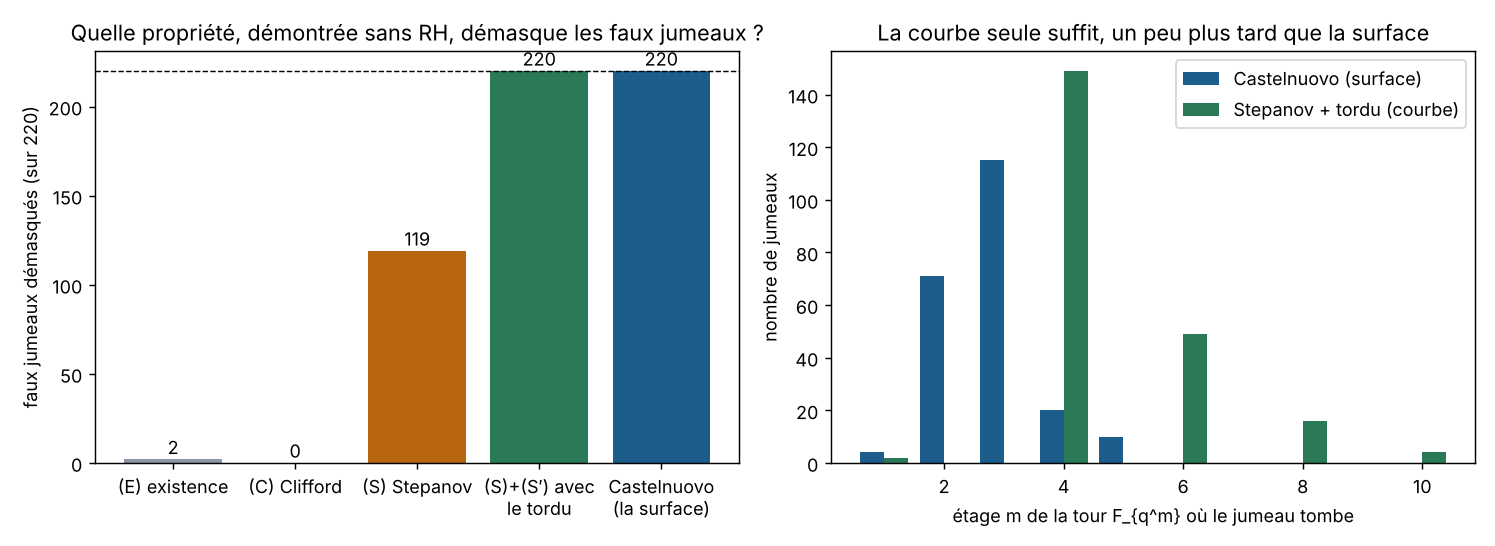 Quelle propriété, démontrée sans RH, démasque les faux jumeaux ?
faux jumeaux démasqués (sur 220)
200
150
100
50
0
2
0
119
220
220
(E) existence
(C) Clifford
(S) Stepanov
(S)+(S′) avec
le tordu
Castelnuovo
(la surface)
La courbe seule suffit, un peu plus tard que la surface
nombre de jumeaux
140
120
100
80
60
40
20
0
Castelnuovo (surface)
Stepanov + tordu (courbe)
2
4
6
8
10
étage m de la tour F_{q^m} où le jumeau tombe